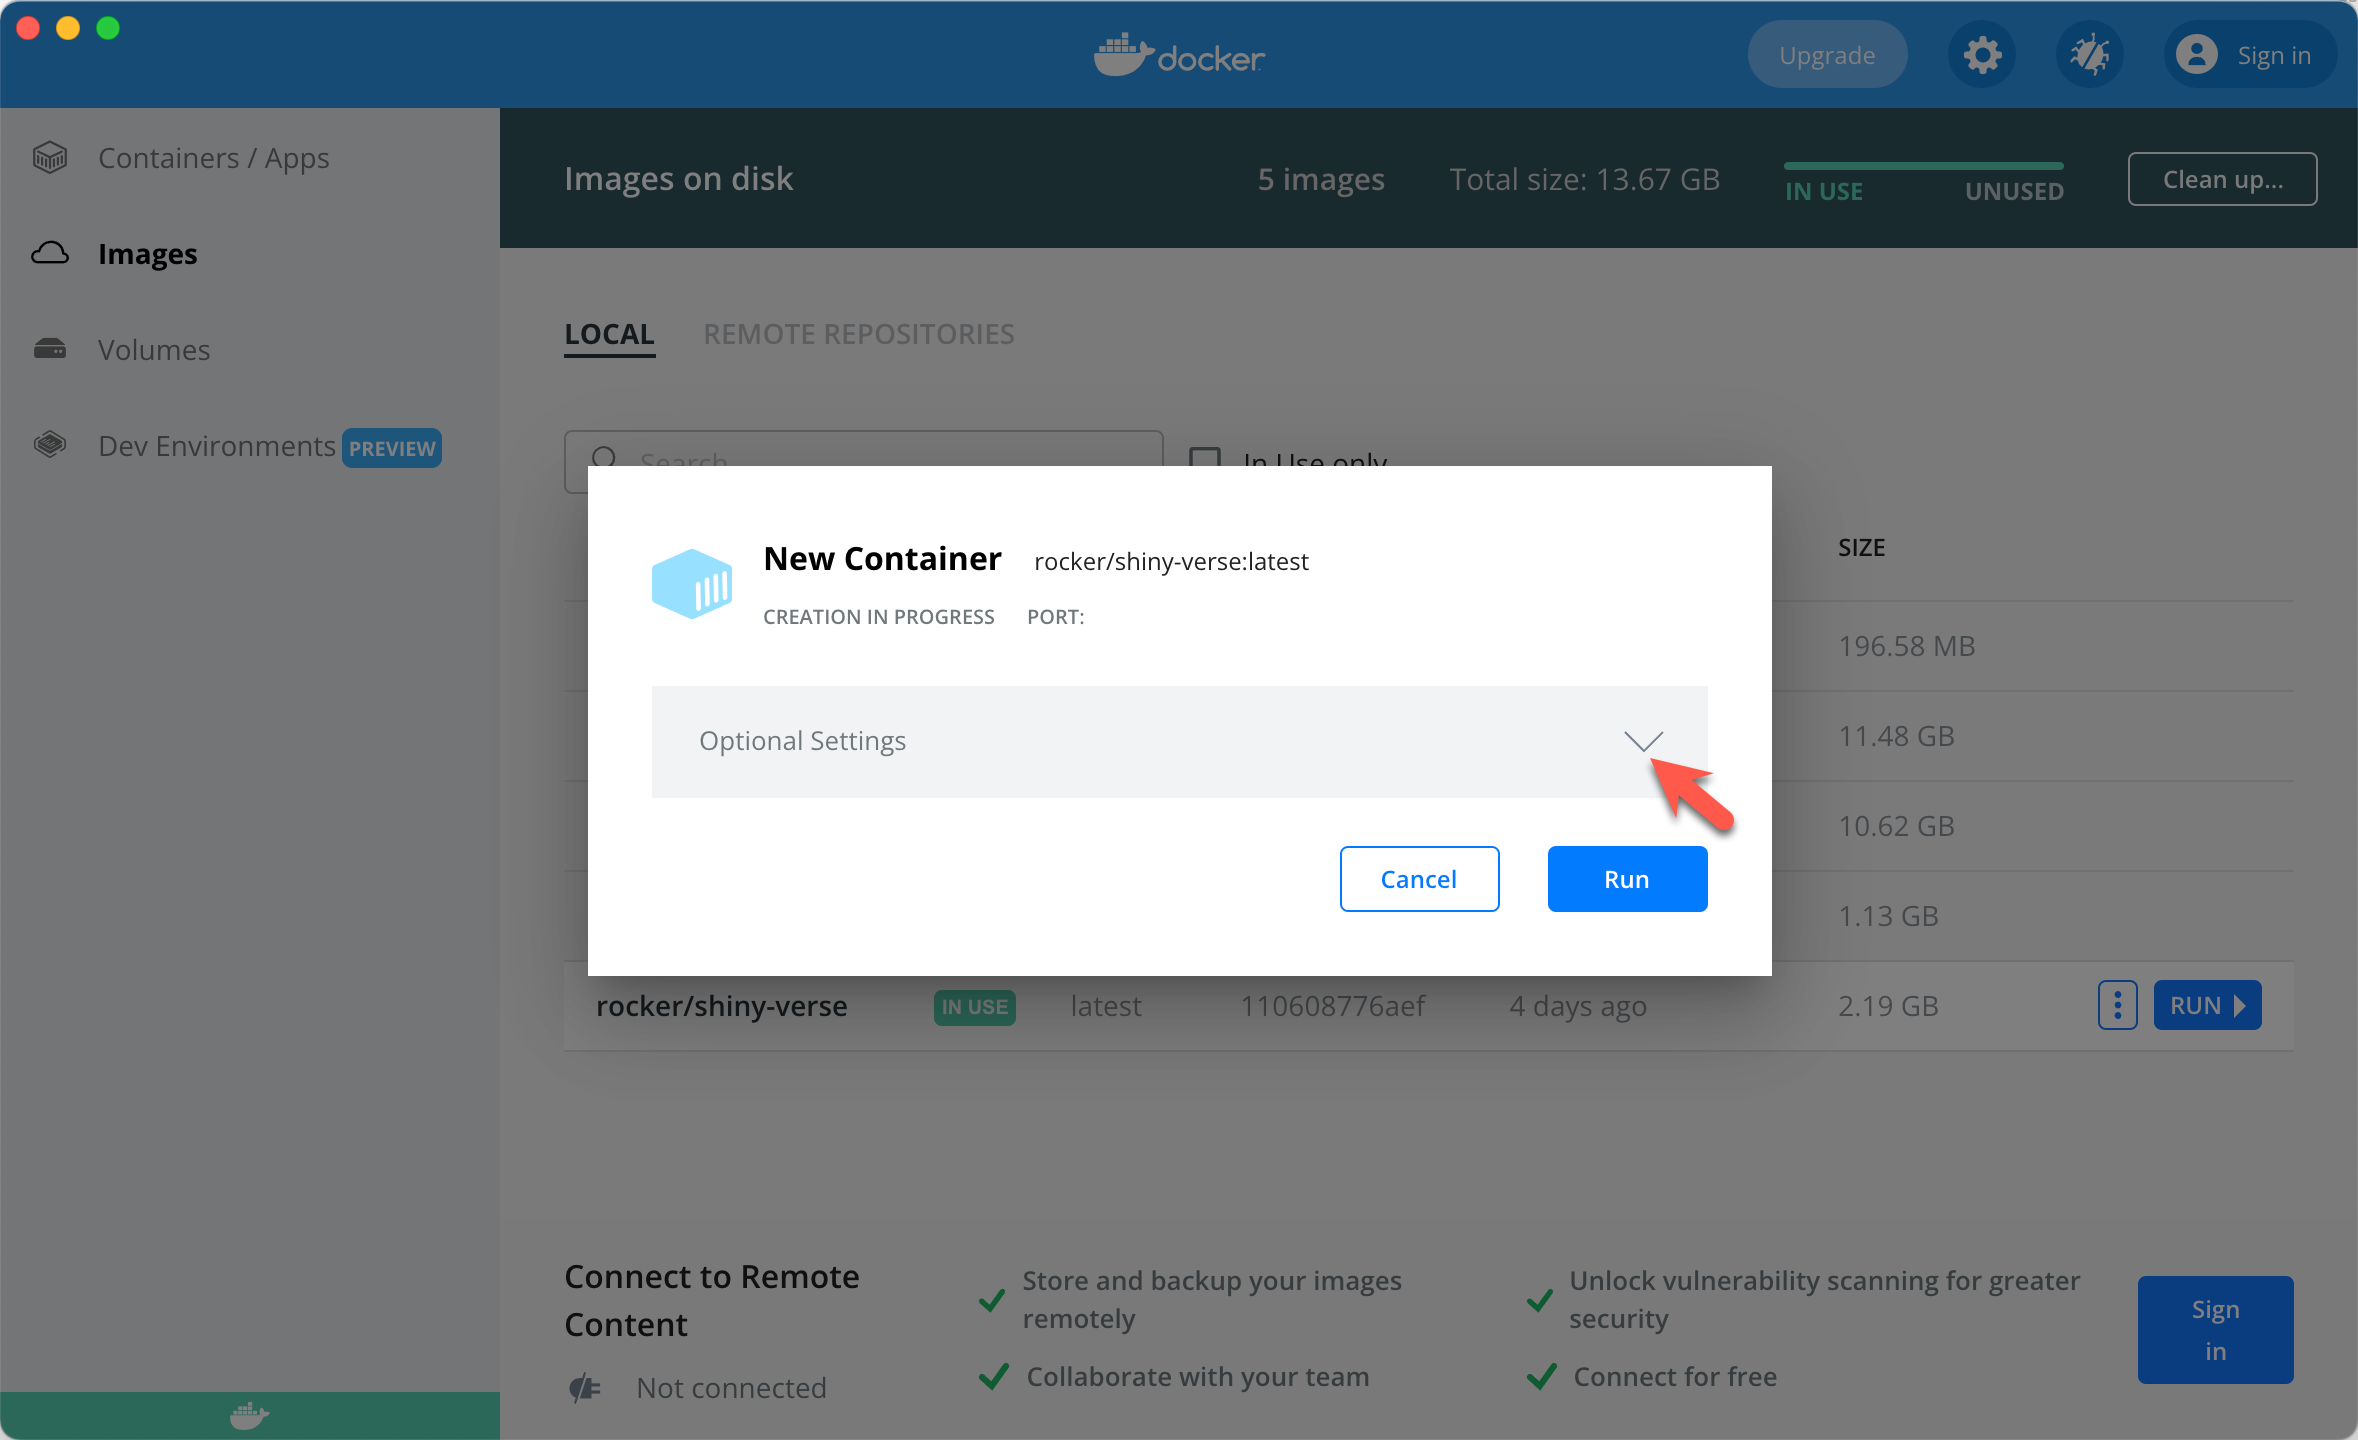 docker
Upgrade
Sign in
Containers / Apps
Images
Volumes
Dev Environments PREVIEW
Images on disk
5 images
Total size: 13.67 GB
IN USE
UNUSED
Clean up...
LOCAL
REMOTE REPOSITORIES
Search
In Use only
New Container
rocker/shiny-verse:latest
CREATION IN PROGRESS
PORT:
Optional Settings
Cancel
Run
SIZE
196.58 MB
11.48 GB
10.62 GB
1.13 GB
rocker/shiny-verse IN USE latest 110608776aef 4 days ago 2.19 GB RUN
Connect to Remote
Content
Not connected
Store and backup your images
remotely
Collaborate with your team
Unlock vulnerability scanning for greater
security
Connect for free
Sign
in